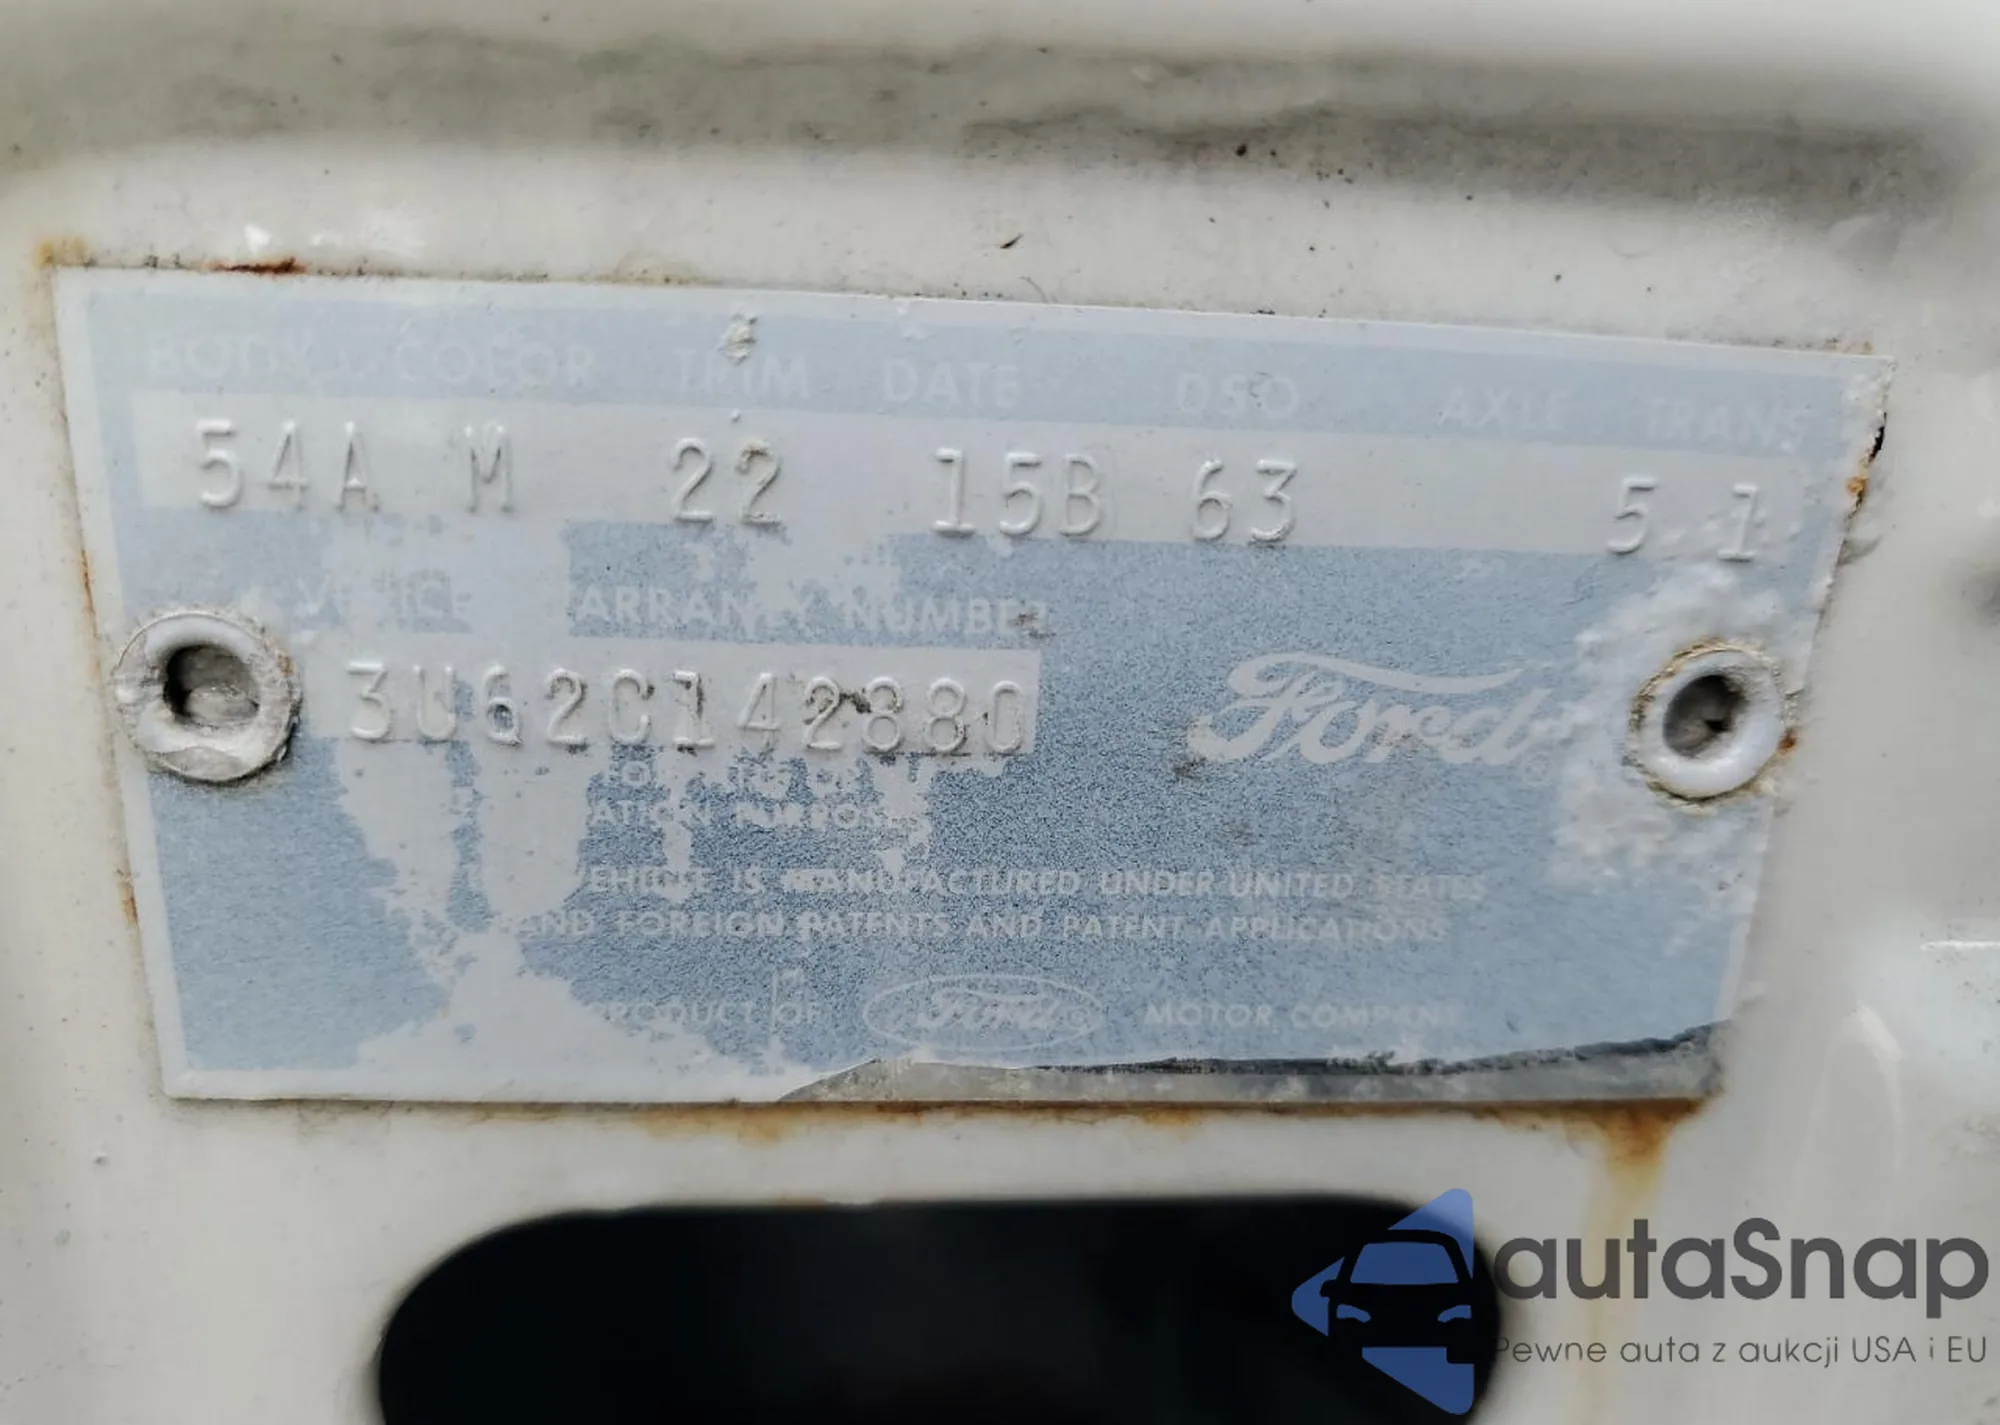 BODY COLOR TRIM DATE DSO AXLE TRANS
54A M 22 15B 63 5 1
ARRANTY NUMBER
3U62C142880
Ford
FOR
ATION PURPOSES
VEHICLE IS MANUFACTURED UNDER UNITED STATES
AND FOREIGN PATENTS AND PATENT APPLICATIONS
PRODUCT OF Ford MOTOR COMPANY
autaSnap
Pewne auta z aukcji USA i EU